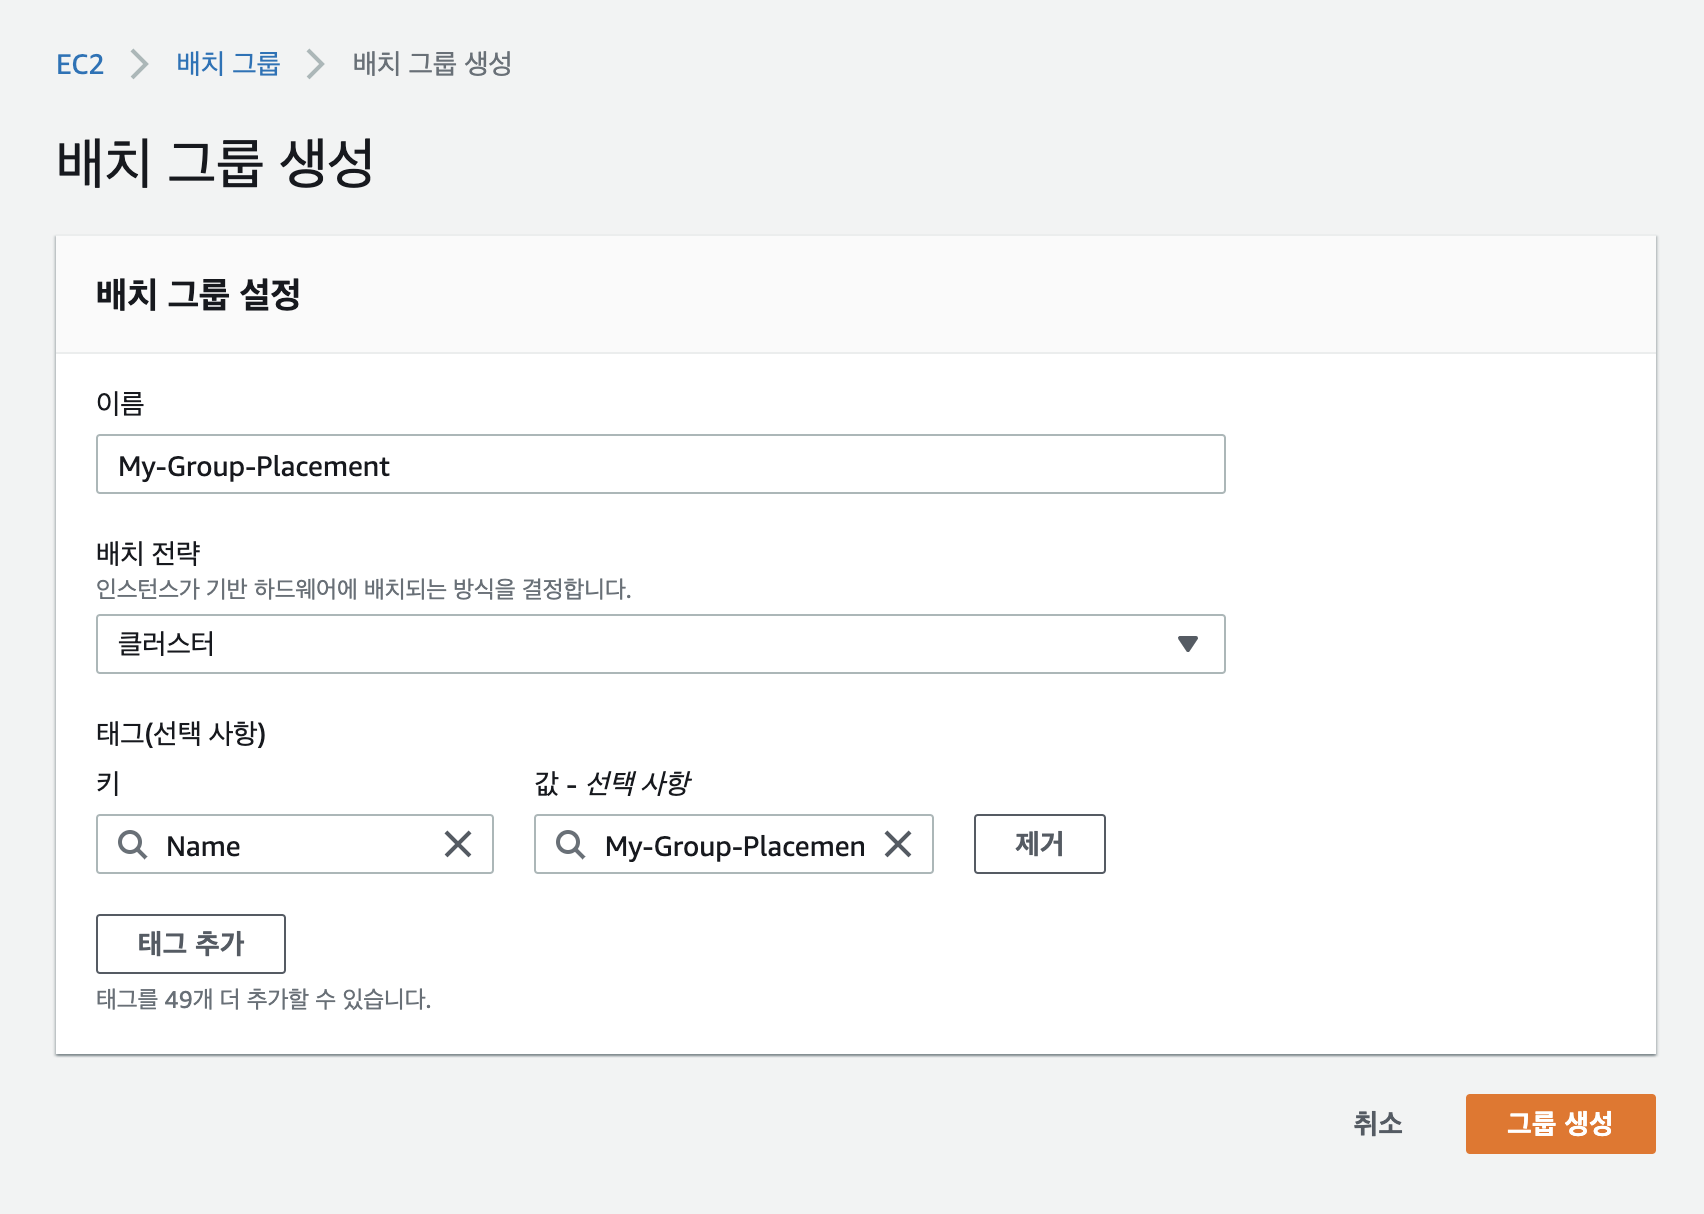 EC2 배치 그룹 배치 그룹 생성
배치 그룹 생성
배치 그룹 설정
이름
My-Group-Placement
배치 전략
인스턴스가 기반 하드웨어에 배치되는 방식을 결정합니다.
클러스터
태그(선택 사항)
키 값 - 선택 사항
Name My-Group-Placemen 제거
태그 추가
태그를 49개 더 추가할 수 있습니다.
취소 그룹 생성